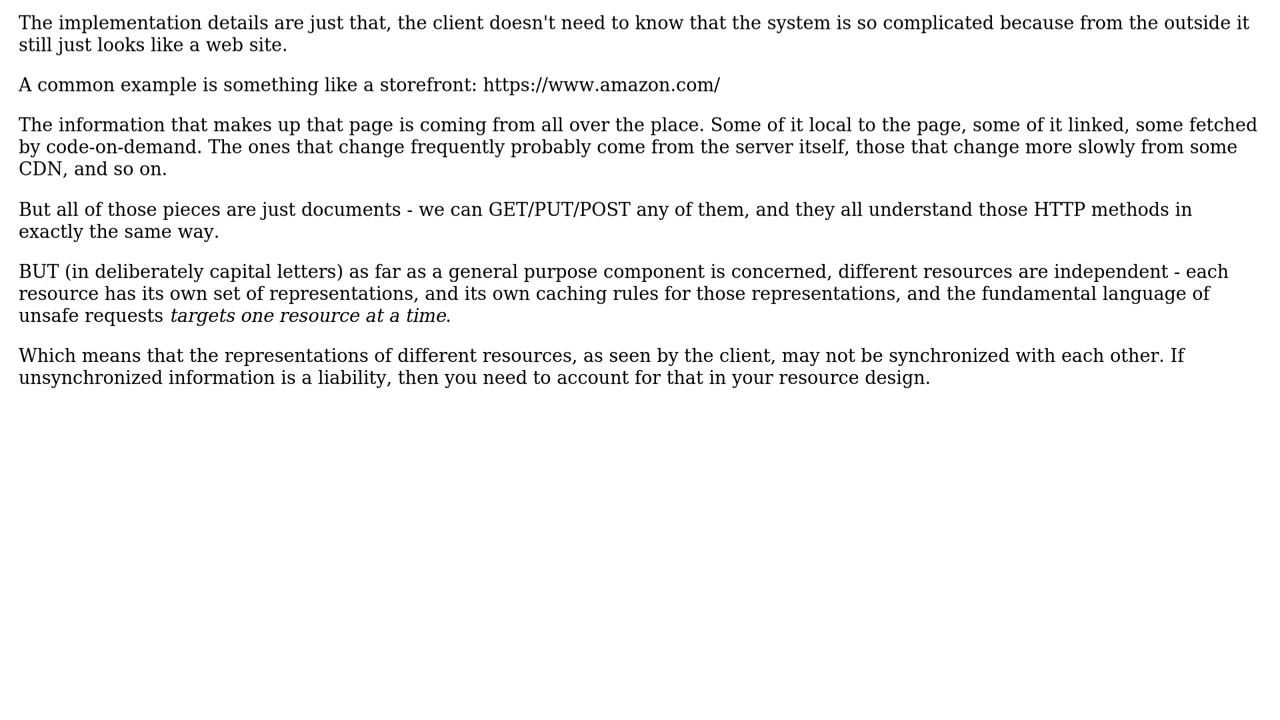 The implementation details are just that, the client doesn't need to know that the system is so complicated because from the outside it
still just looks like a web site.
A common example is something like a storefront: https://www.amazon.com/
The information that makes up that page is coming from all over the place. Some of it local to the page, some of it linked, some fetched
by code-on-demand. The ones that change frequently probably come from the server itself, those that change more slowly from some
CDN, and so on.
But all of those pieces are just documents - we can GET/PUT/POST any of them, and they all understand those HTTP methods in
exactly the same way.
BUT (in deliberately capital letters) as far as a general purpose component is concerned, different resources are independent - each
resource has its own set of representations, and its own caching rules for those representations, and the fundamental language of
unsafe requests targets one resource at a time.
Which means that the representations of different resources, as seen by the client, may not be synchronized with each other. If
unsynchronized information is a liability, then you need to account for that in your resource design.